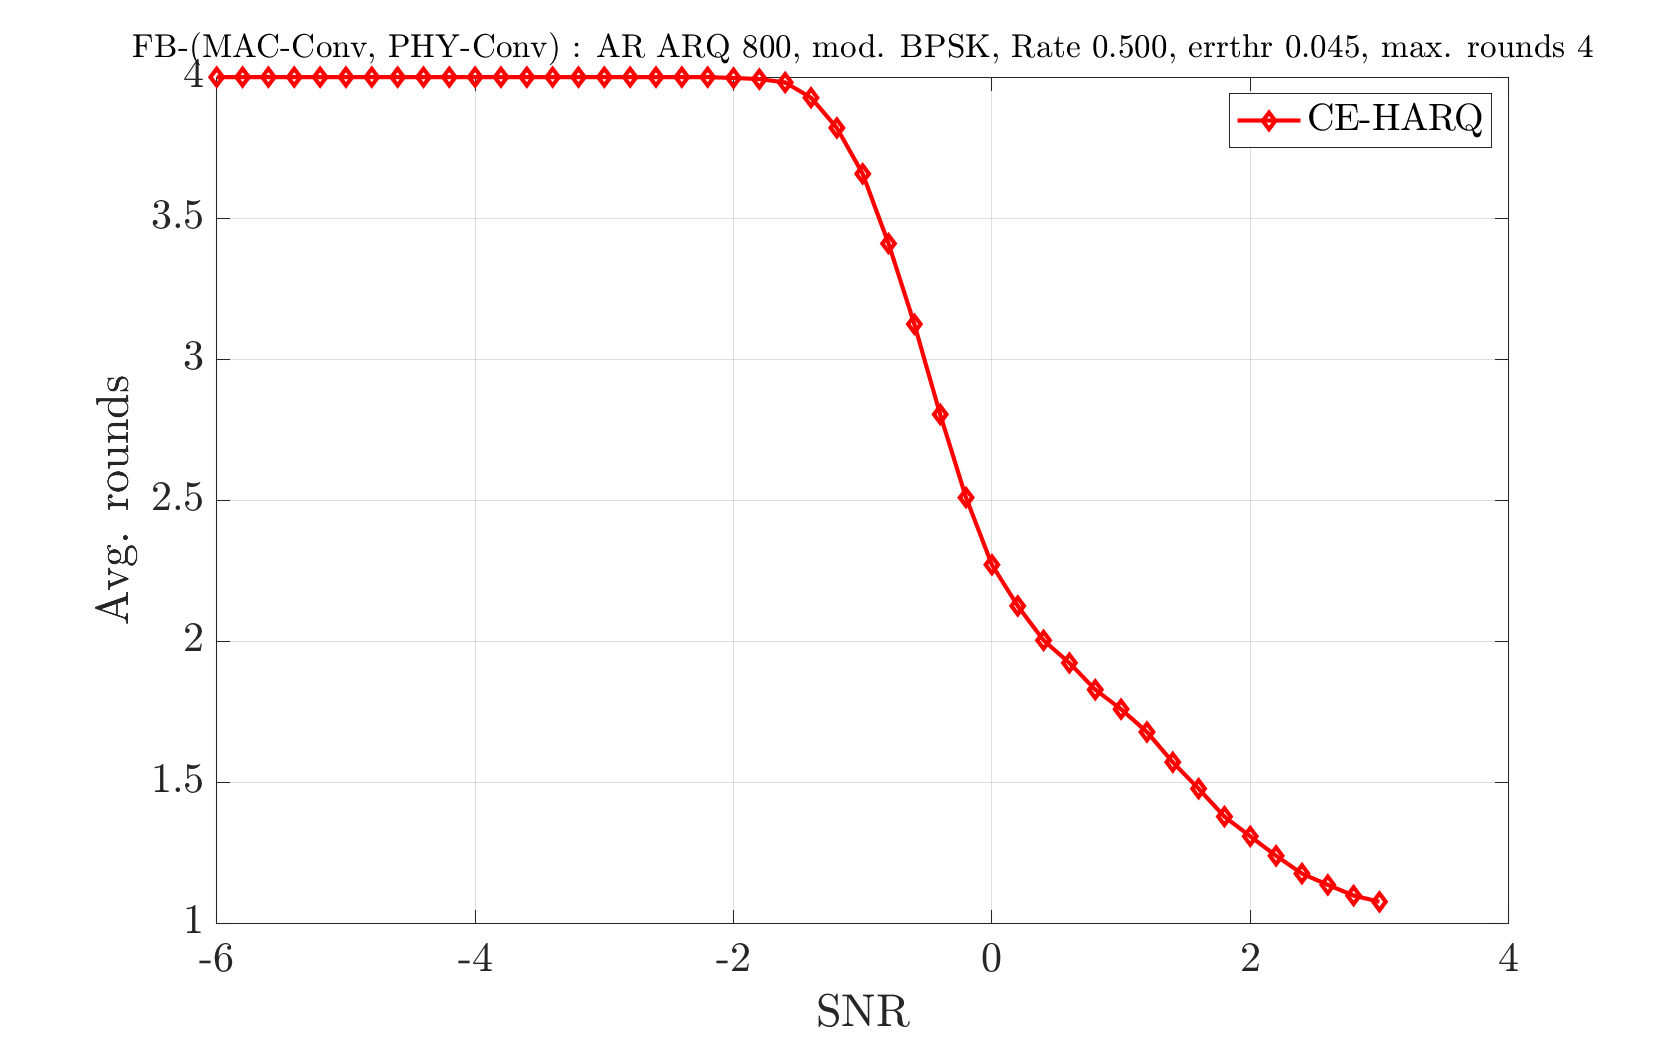 FB-(MAC-Conv, PHY-Conv) : AR ARQ 800, mod. BPSK, Rate 0.500, errthr 0.045, max. rounds 4
CE-HARQ
4
3.5
3
2.5
2
1.5
1
Avg. rounds
-6 -4 -2 0 2 4
SNR